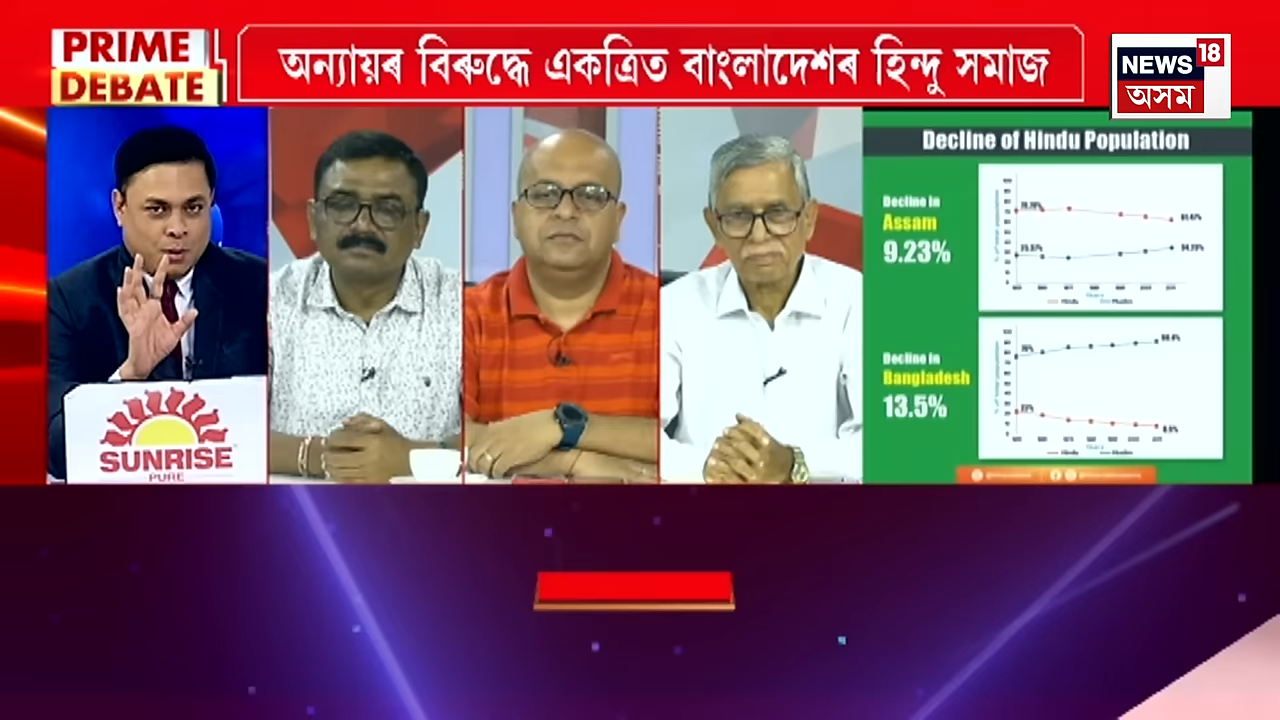 PRIME
DEBATE
অন্যায়ৰ বিৰুদ্ধে একত্রিত বাংলাদেশৰ হিন্দু সমাজ
NEWS 18
অসম
Decline of Hindu Population
Decline in
Assam
9.23%
Decline in
Bangladesh
13.5%
SUNRISE
PURE